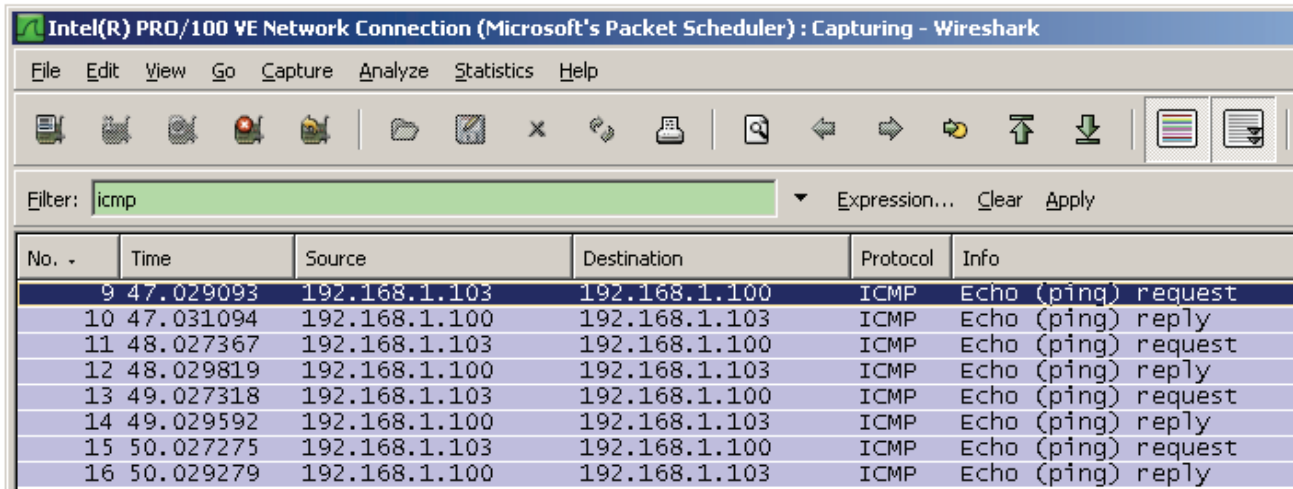 Intel(R) PRO/100 VE Network Connection (Microsoft's Packet Scheduler) : Capturing - Wireshark
File Edit View Go Capture Analyze Statistics Help
Filter: icmp Expression... Clear Apply
No. Time Source Destination Protocol Info
9 47.029093 192.168.1.103 192.168.1.100 ICMP Echo (ping) request
10 47.031094 192.168.1.100 192.168.1.103 ICMP Echo (ping) reply
11 48.027367 192.168.1.103 192.168.1.100 ICMP Echo (ping) request
12 48.029819 192.168.1.100 192.168.1.103 ICMP Echo (ping) reply
13 49.027318 192.168.1.103 192.168.1.100 ICMP Echo (ping) request
14 49.029592 192.168.1.100 192.168.1.103 ICMP Echo (ping) reply
15 50.027275 192.168.1.103 192.168.1.100 ICMP Echo (ping) request
16 50.029279 192.168.1.100 192.168.1.103 ICMP Echo (ping) reply